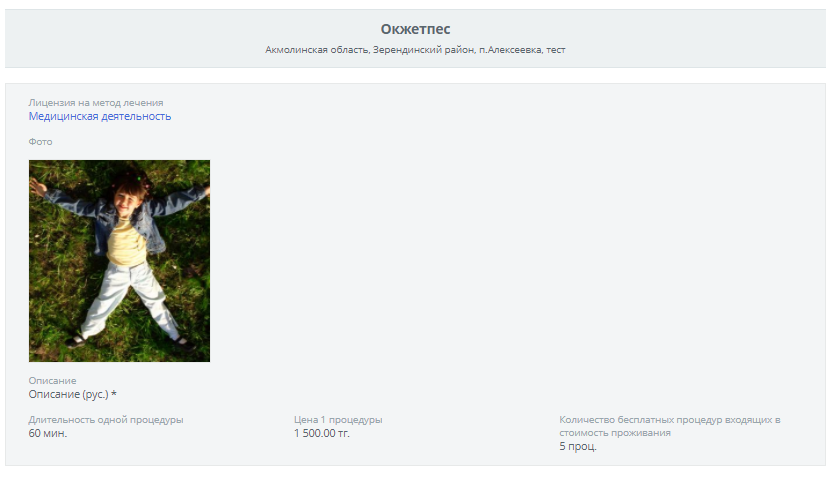 Окжетпес
Акмолинская область, Зерендинский район, п.Алексеевка, тест
Лицензия на метод лечения
Медицинская деятельность
Фото
Описание
Описание (рус.) *
Длительность одной процедуры
60 мин.
Цена 1 процедуры
1 500.00 тг.
Количество бесплатных процедур входящих в
стоимость проживания
5 проц.